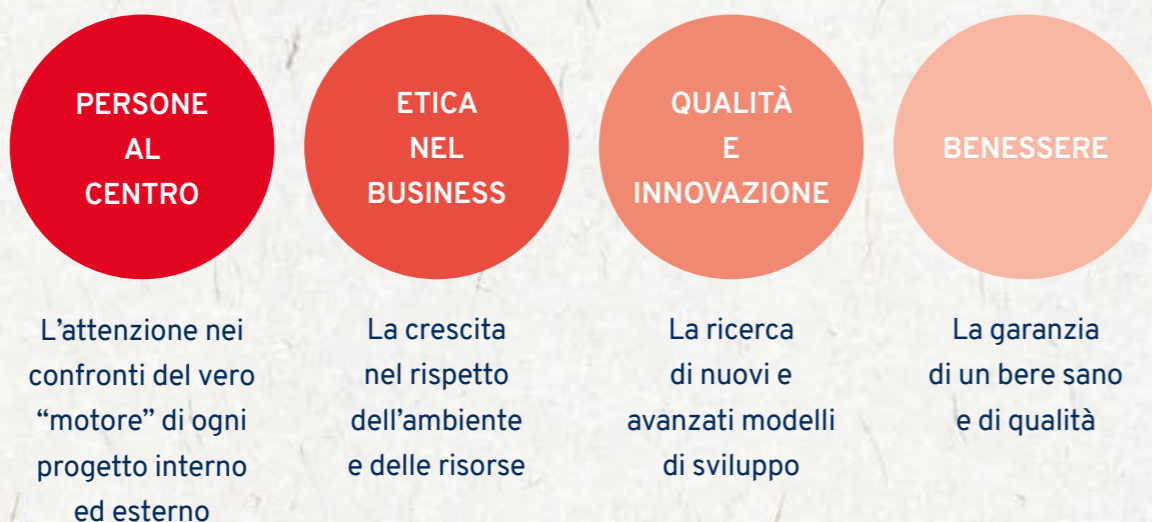 PERSONE
AL
CENTRO
L’attenzione nei
confronti del vero
“motore” di ogni
progetto interno
ed esterno
ETICA
NEL
BUSINESS
La crescita
nel rispetto
dell’ambiente
e delle risorse
QUALITÀ
E
INNOVAZIONE
La ricerca
di nuovi e
avanzati modelli
di sviluppo
BENESSERE
La garanzia
di un bere sano
e di qualità